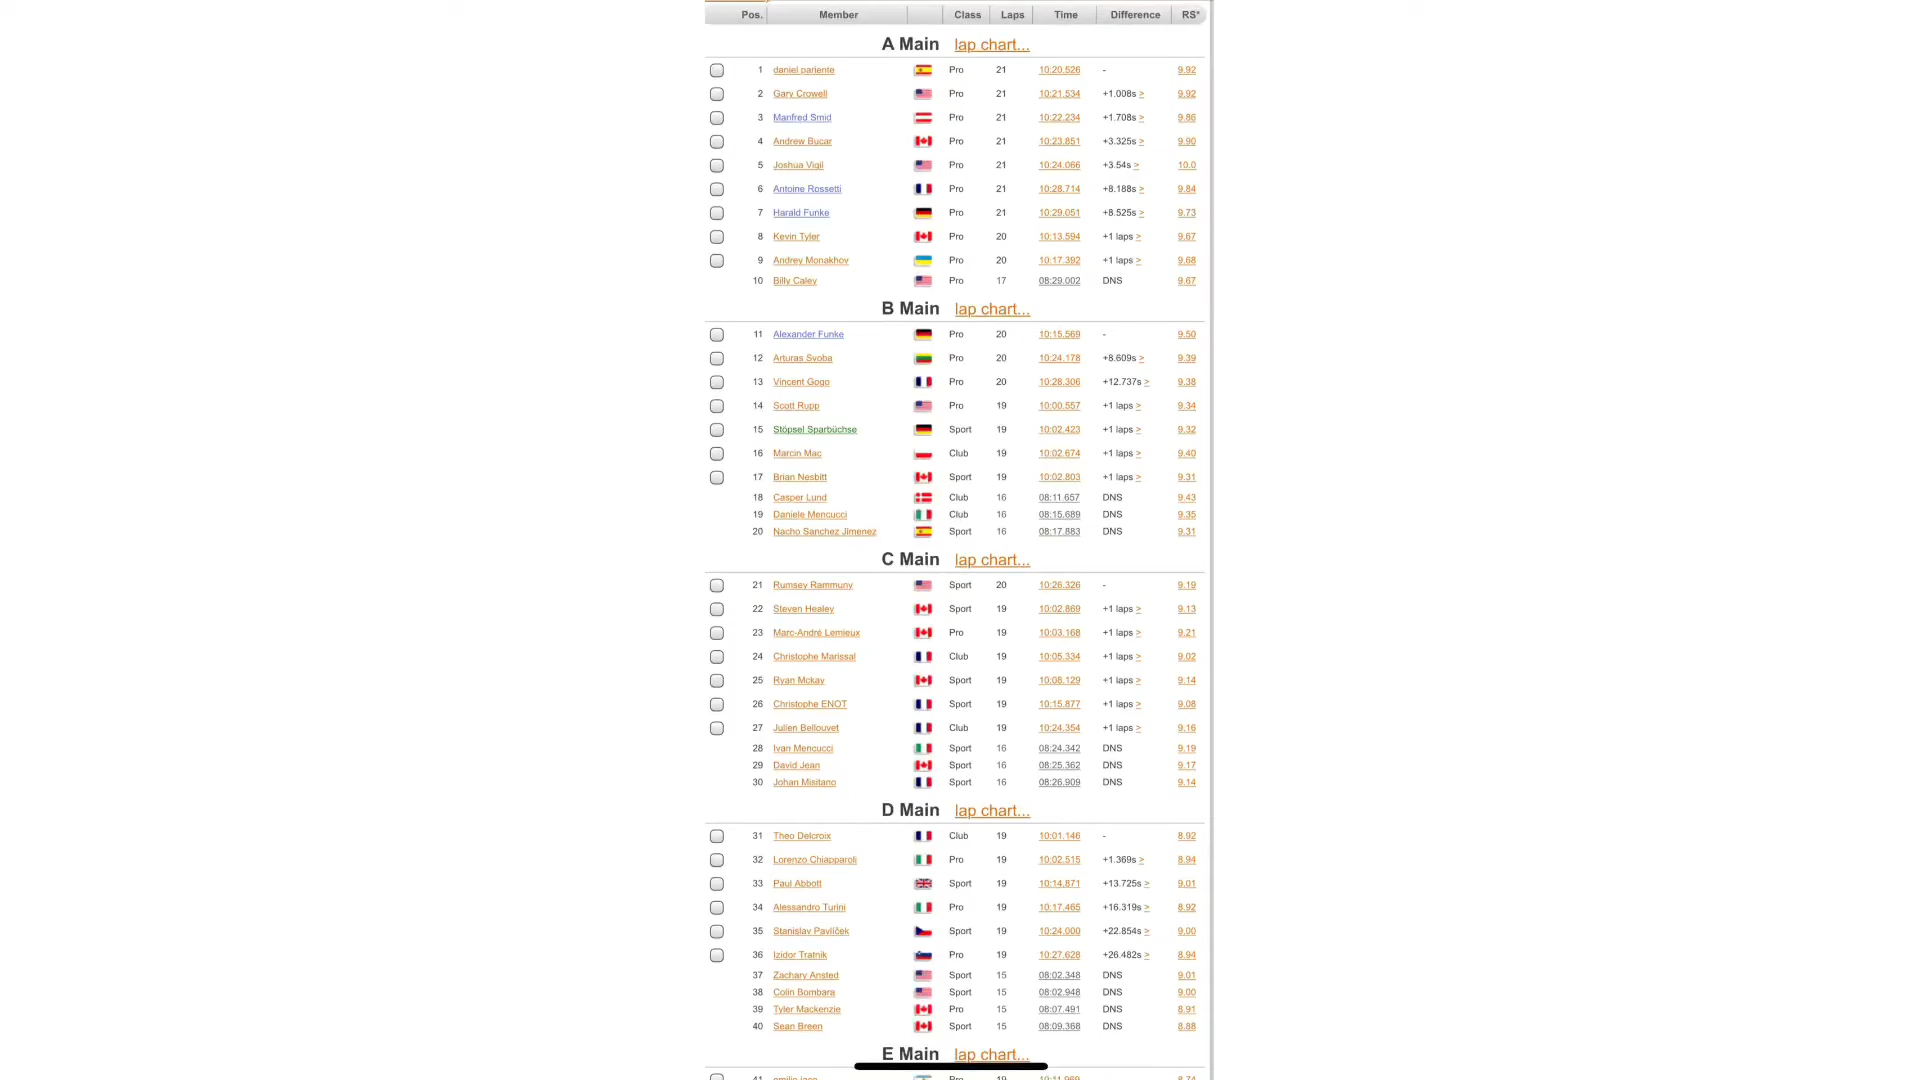 Pos. Member Class Laps Time Difference RS*
A Main lap chart...
1 daniel pariente Pro 21 10:20.526 - 9.92
2 Gary Crowell Pro 21 10:21.534 +1.008s > 9.92
3 Manfred Smid Pro 21 10:22.234 +1.708s > 9.86
4 Andrew Bucar Pro 21 10:23.851 +3.325s > 9.90
5 Joshua Vigil Pro 21 10:24.066 +3.54s > 10.0
6 Antoine Rossetti Pro 21 10:28.714 +8.188s > 9.84
7 Harald Funke Pro 21 10:29.051 +8.525s > 9.73
8 Kevin Tyler Pro 20 10:13.594 +1 laps > 9.67
9 Andrey Monakhov Pro 20 10:17.392 +1 laps > 9.68
10 Billy Caley Pro 17 08:29.002 DNS 9.67
B Main lap chart...
11 Alexander Funke Pro 20 10:15.569 - 9.50
12 Arturas Svoba Pro 20 10:24.178 +8.609s > 9.39
13 Vincent Gogo Pro 20 10:28.306 +12.737s > 9.38
14 Scott Rupp Pro 19 10:00.557 +1 laps > 9.34
15 Stöpsel Sparbüchse Sport 19 10:02.423 +1 laps > 9.32
16 Marcin Mac Club 19 10:02.674 +1 laps > 9.40
17 Brian Nesbitt Sport 19 10:02.803 +1 laps > 9.31
18 Casper Lund Club 16 08:11.657 DNS 9.43
19 Daniele Mencucci Club 16 08:15.689 DNS 9.35
20 Nacho Sanchez Jimenez Sport 16 08:17.883 DNS 9.31
C Main lap chart...
21 Rumsey Rammuny Sport 20 10:26.326 - 9.19
22 Steven Healey Sport 19 10:02.869 +1 laps > 9.13
23 Marc-André Lemieux Pro 19 10:03.168 +1 laps > 9.21
24 Christophe Marissal Club 19 10:05.334 +1 laps > 9.02
25 Ryan Mckay Sport 19 10:08.129 +1 laps > 9.14
26 Christophe ENOT Sport 19 10:15.877 +1 laps > 9.08
27 Julien Bellouvet Club 19 10:24.354 +1 laps > 9.16
28 Ivan Mencucci Sport 16 08:24.342 DNS 9.19
29 David Jean Sport 16 08:25.362 DNS 9.17
30 Johan Misitano Sport 16 08:26.909 DNS 9.14
D Main lap chart...
31 Theo Delcroix Club 19 10:01.146 - 8.92
32 Lorenzo Chiapparoli Pro 19 10:02.515 +1.369s > 8.94
33 Paul Abbott Sport 19 10:14.871 +13.725s > 9.01
34 Alessandro Turini Pro 19 10:17.465 +16.319s > 8.92
35 Stanislav Pavlíček Sport 19 10:24.000 +22.854s > 9.00
36 Izidor Tratnik Pro 19 10:27.628 +26.482s > 8.94
37 Zachary Ansted Sport 15 08:02.348 DNS 9.01
38 Colin Bombara Sport 15 08:02.948 DNS 9.00
39 Tyler Mackenzie Pro 15 08:07.491 DNS 8.91
40 Sean Breen Sport 15 08:09.368 DNS 8.88
E Main lap chart...